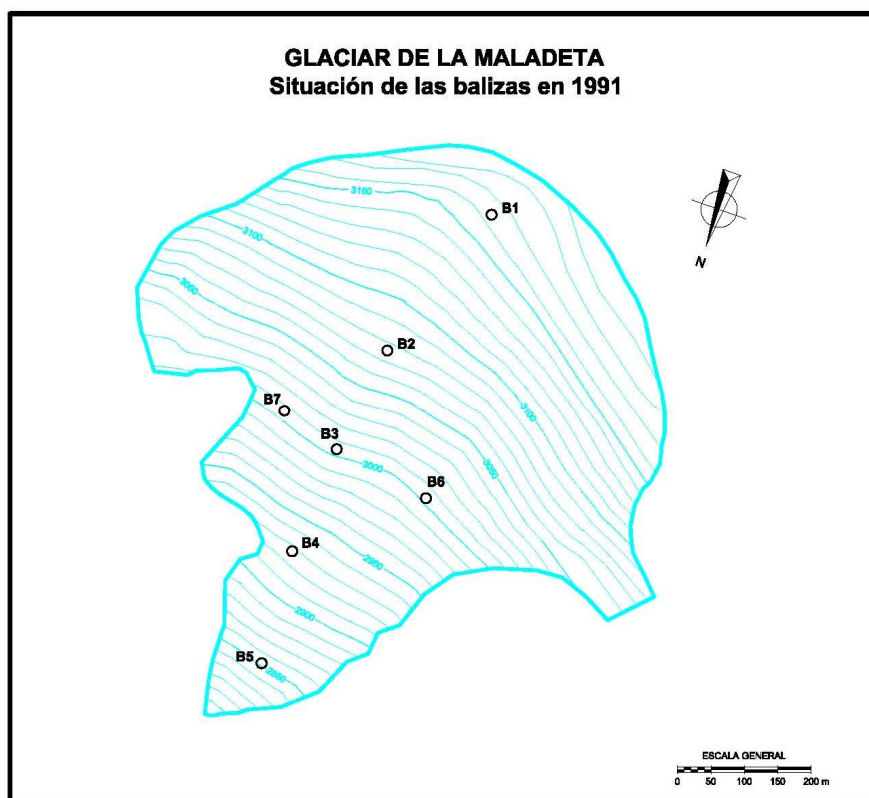 GLACIAR DE LA MALADETA
Situación de las balizas en 1991
3150
B1
N
3100
3050
B2
B7
3100
B3
3000
3050
B6
B4
2950
2900
B5
2850
ESCALA GENERAL
0 50 100 150 200 m